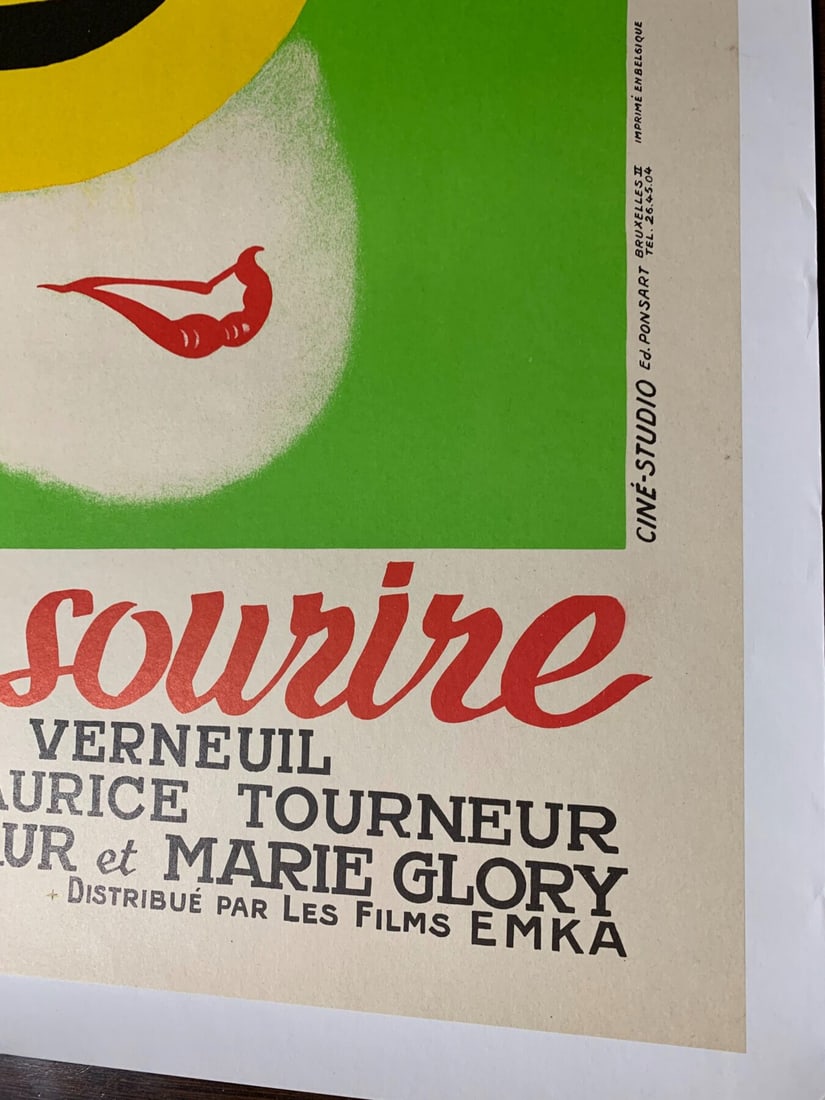 sourire
VERNEUIL
AURICE TOURNEUR
UR et MARIE GLORY
DISTRIBUÉ PAR LES FILMS EMKA
CINÉ-STUDIO Ed. PONSART BRUXELLES II IMPRIMÉ EN BELGIQUE
TEL. 26.45.04